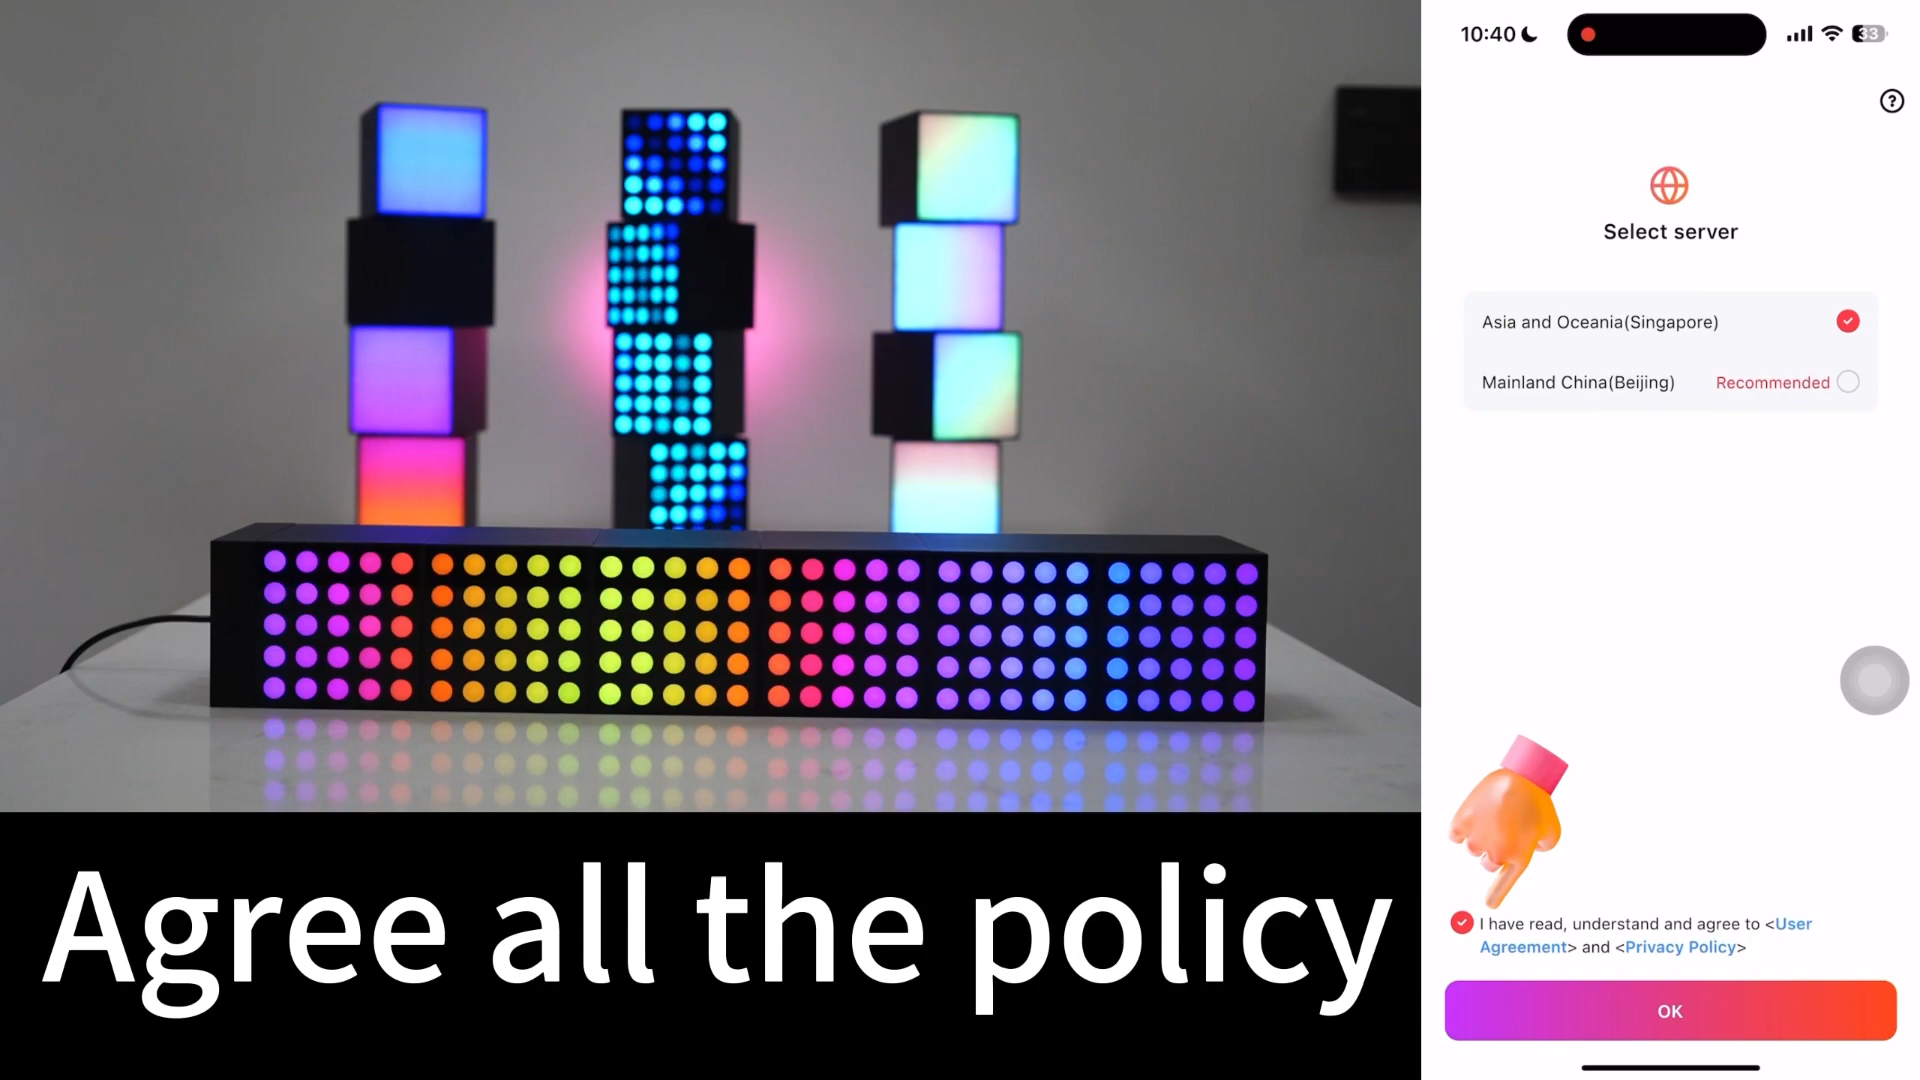 Agree all the policy
10:40
33
?
Select server
Asia and Oceania(Singapore)
Mainland China(Beijing) Recommended
I have read, understand and agree to <User
Agreement> and <Privacy Policy>
OK